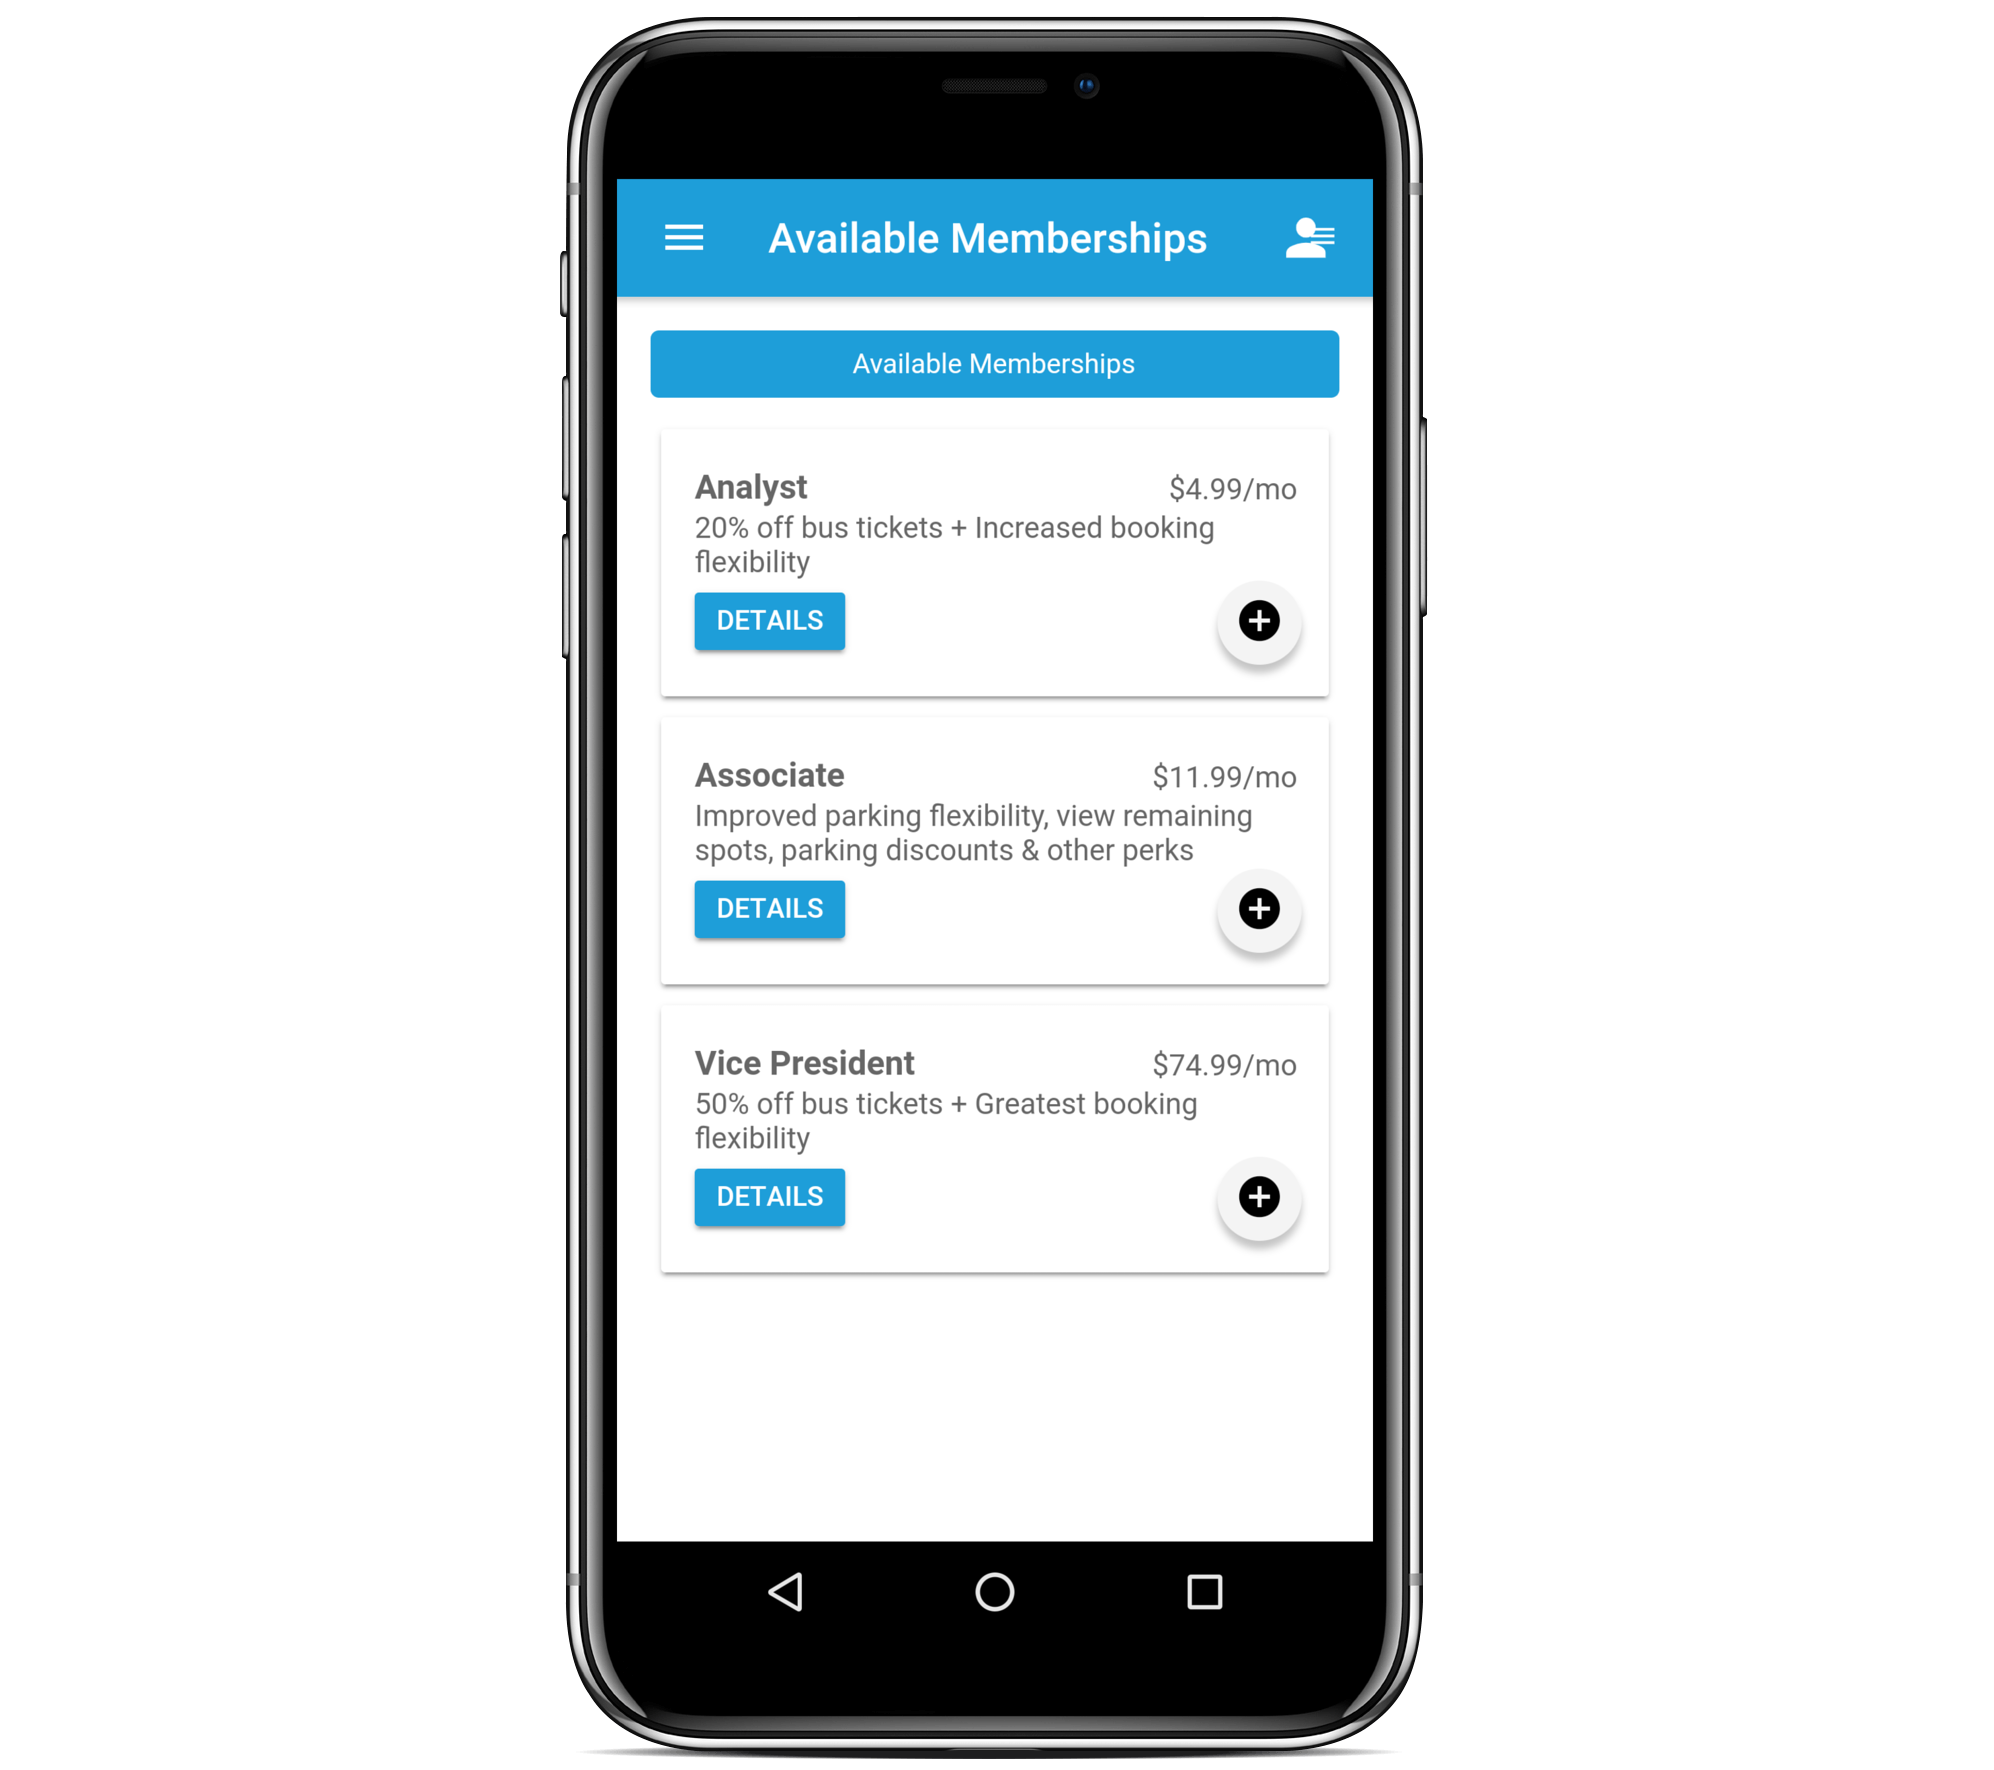 Available Memberships
Available Memberships
Analyst
$4.99/mo
20% off bus tickets + Increased booking
flexibility
DETAILS
Associate
$11.99/mo
Improved parking flexibility, view remaining
spots, parking discounts & other perks
DETAILS
Vice President
$74.99/mo
50% off bus tickets + Greatest booking
flexibility
DETAILS